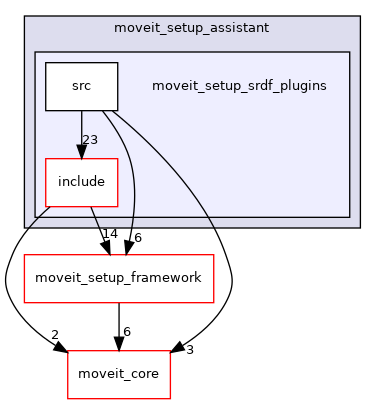 moveit_setup_assistant
src
moveit_setup_srdf_plugins
23
include
14
6
moveit_setup_framework
2
6
3
moveit_core